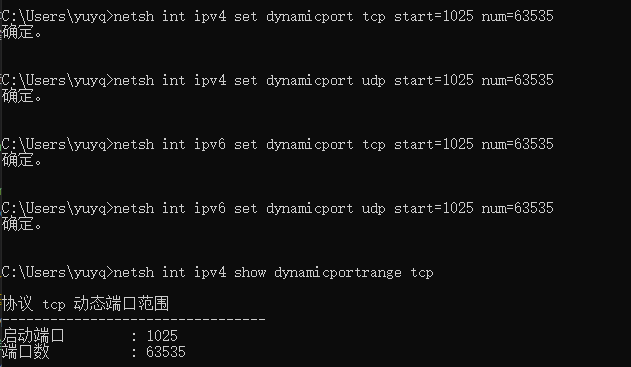 C:\Users\yuyq>netsh int ipv4 set dynamicport tcp start=1025 num=63535
确定。
C:\Users\yuyq>netsh int ipv4 set dynamicport udp start=1025 num=63535
确定。
C:\Users\yuyq>netsh int ipv6 set dynamicport tcp start=1025 num=63535
确定。
C:\Users\yuyq>netsh int ipv6 set dynamicport udp start=1025 num=63535
确定。
C:\Users\yuyq>netsh int ipv4 show dynamicportrange tcp
协议 tcp 动态端口范围
---------------------------------
启动端口 : 1025
端口数 : 63535